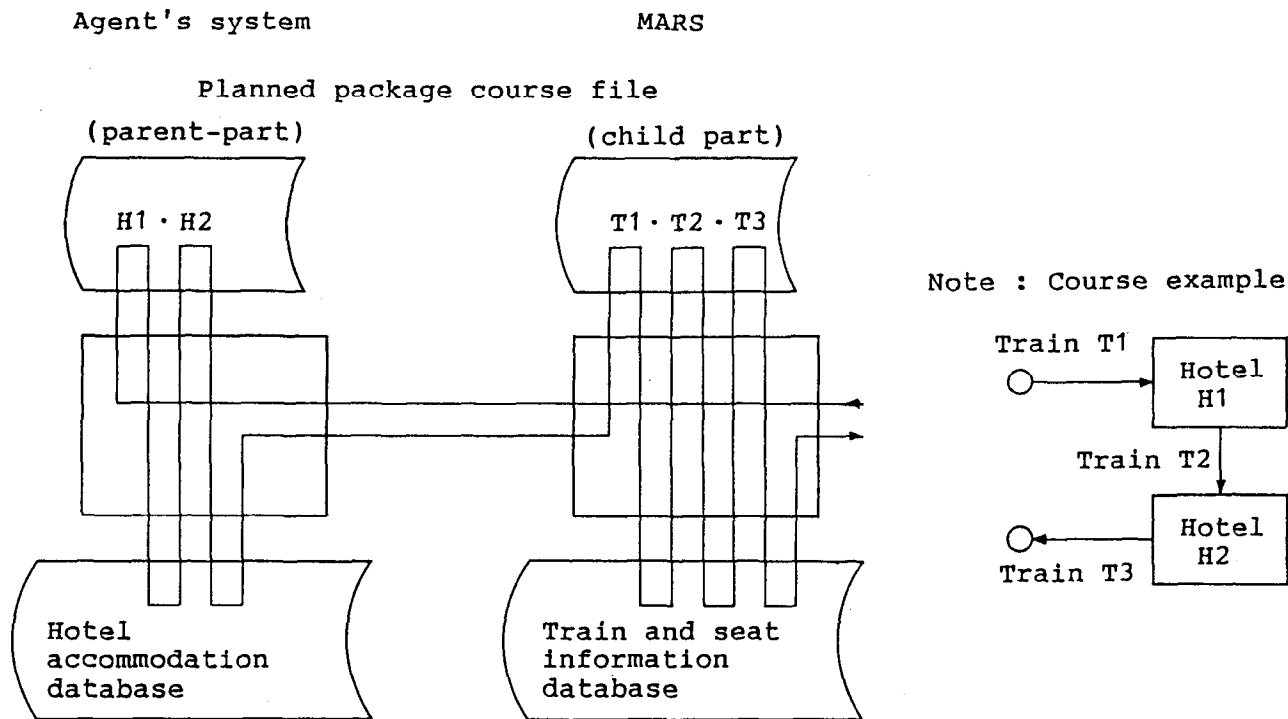 Agent's system
MARS
Planned package course file
(parent-part)
(child part)
H1 · H2
T1 · T2 · T3
Note : Course example
Train T1
Hotel
H1
Train T2
Hotel
H2
Train T3
Hotel
accommodation
database
Train and seat
information
database